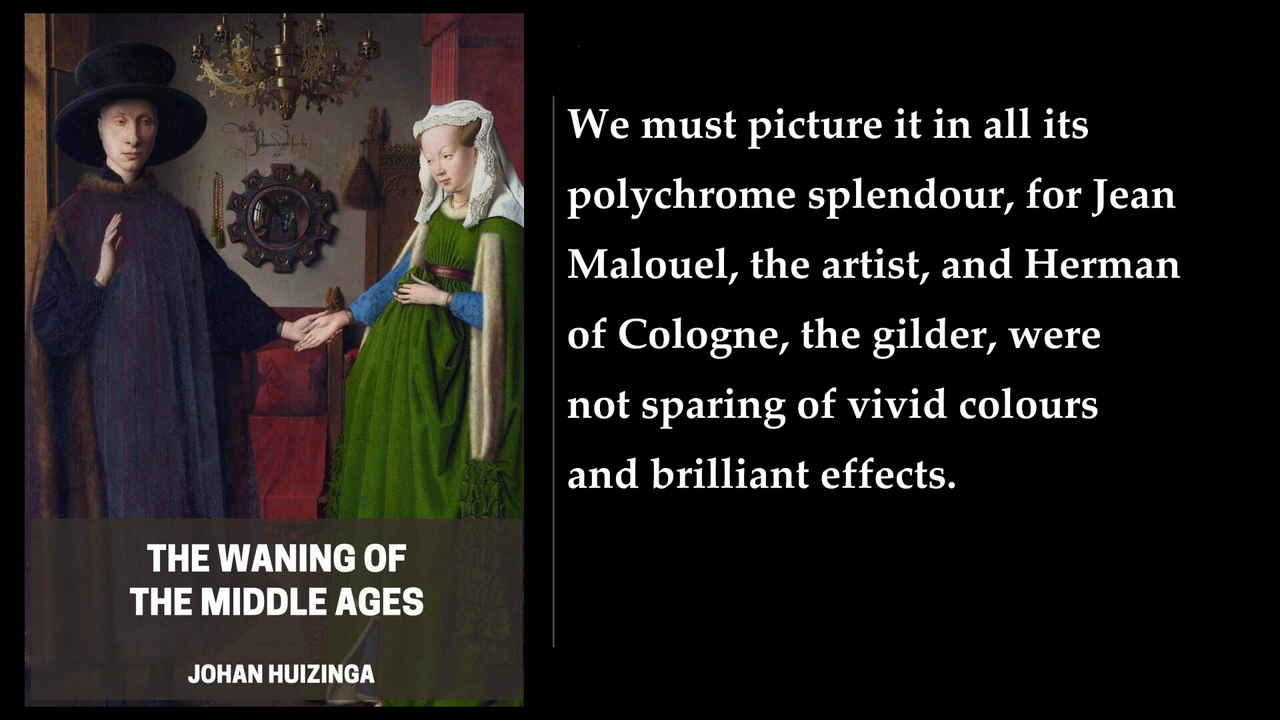 THE WANING OF
THE MIDDLE AGES
JOHAN HUIZINGA
We must picture it in all its
polychrome splendour, for Jean
Malouel, the artist, and Herman
of Cologne, the gilder, were
not sparing of vivid colours
and brilliant effects.